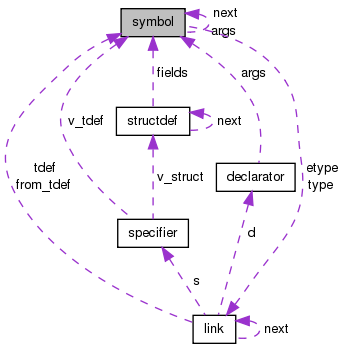 next
symbol
args
fields
args
v_tdef
structdef
next
tdef
from_tdef
etype
type
v_struct
declarator
specifier
d
s
link
next